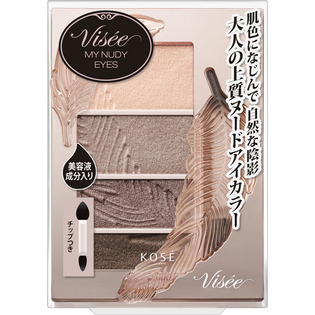 Visée
MY NUDY
EYES
肌色になじんで 自然な陰影
大人の上質ヌードアイカラー
美容液
成分入り
チップつき
KOSÉ
Visée